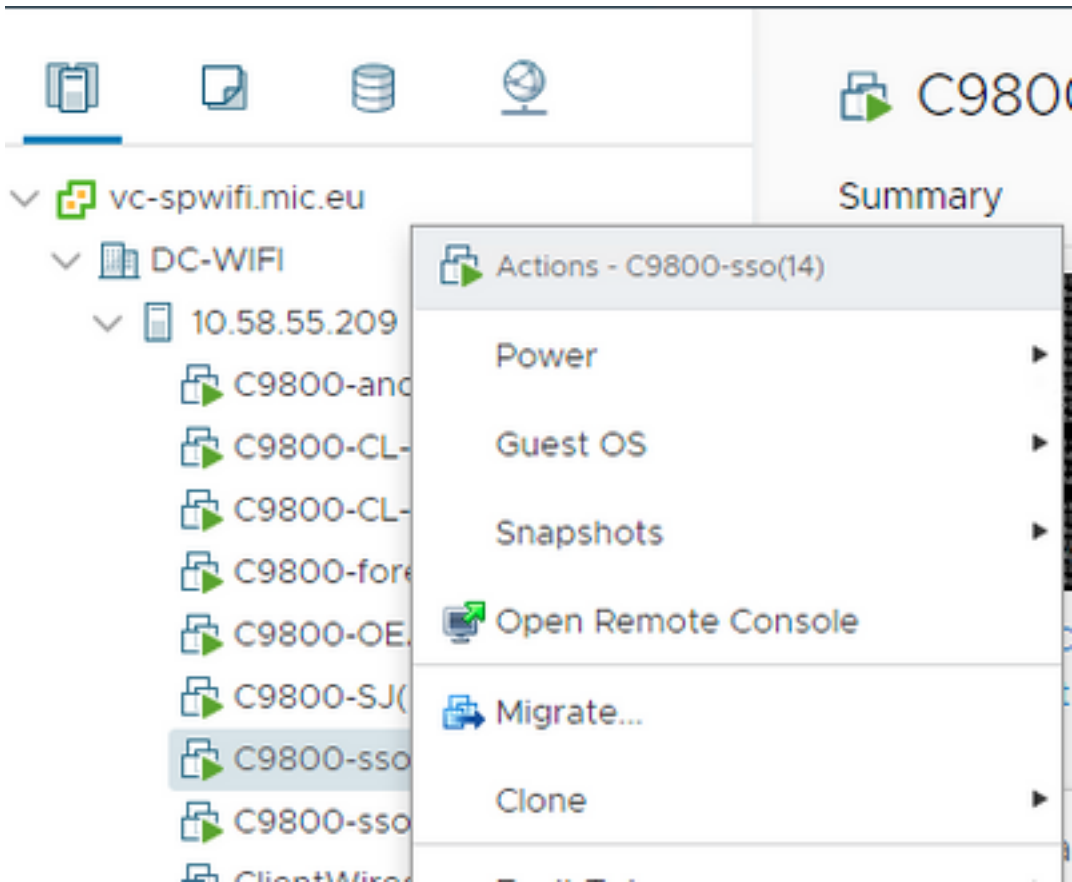 C980
Summary
vc-spwifi.mic.eu
DC-WIFI
10.58.55.209
C9800-anc
C9800-CL-
C9800-CL-
C9800-fore
C9800-OE.
C9800-SJ(
C9800-sso
C9800-sso
ClientWired
Actions - C9800-sso(14)
Power
Guest OS
Snapshots
Open Remote Console
Migrate...
Clone